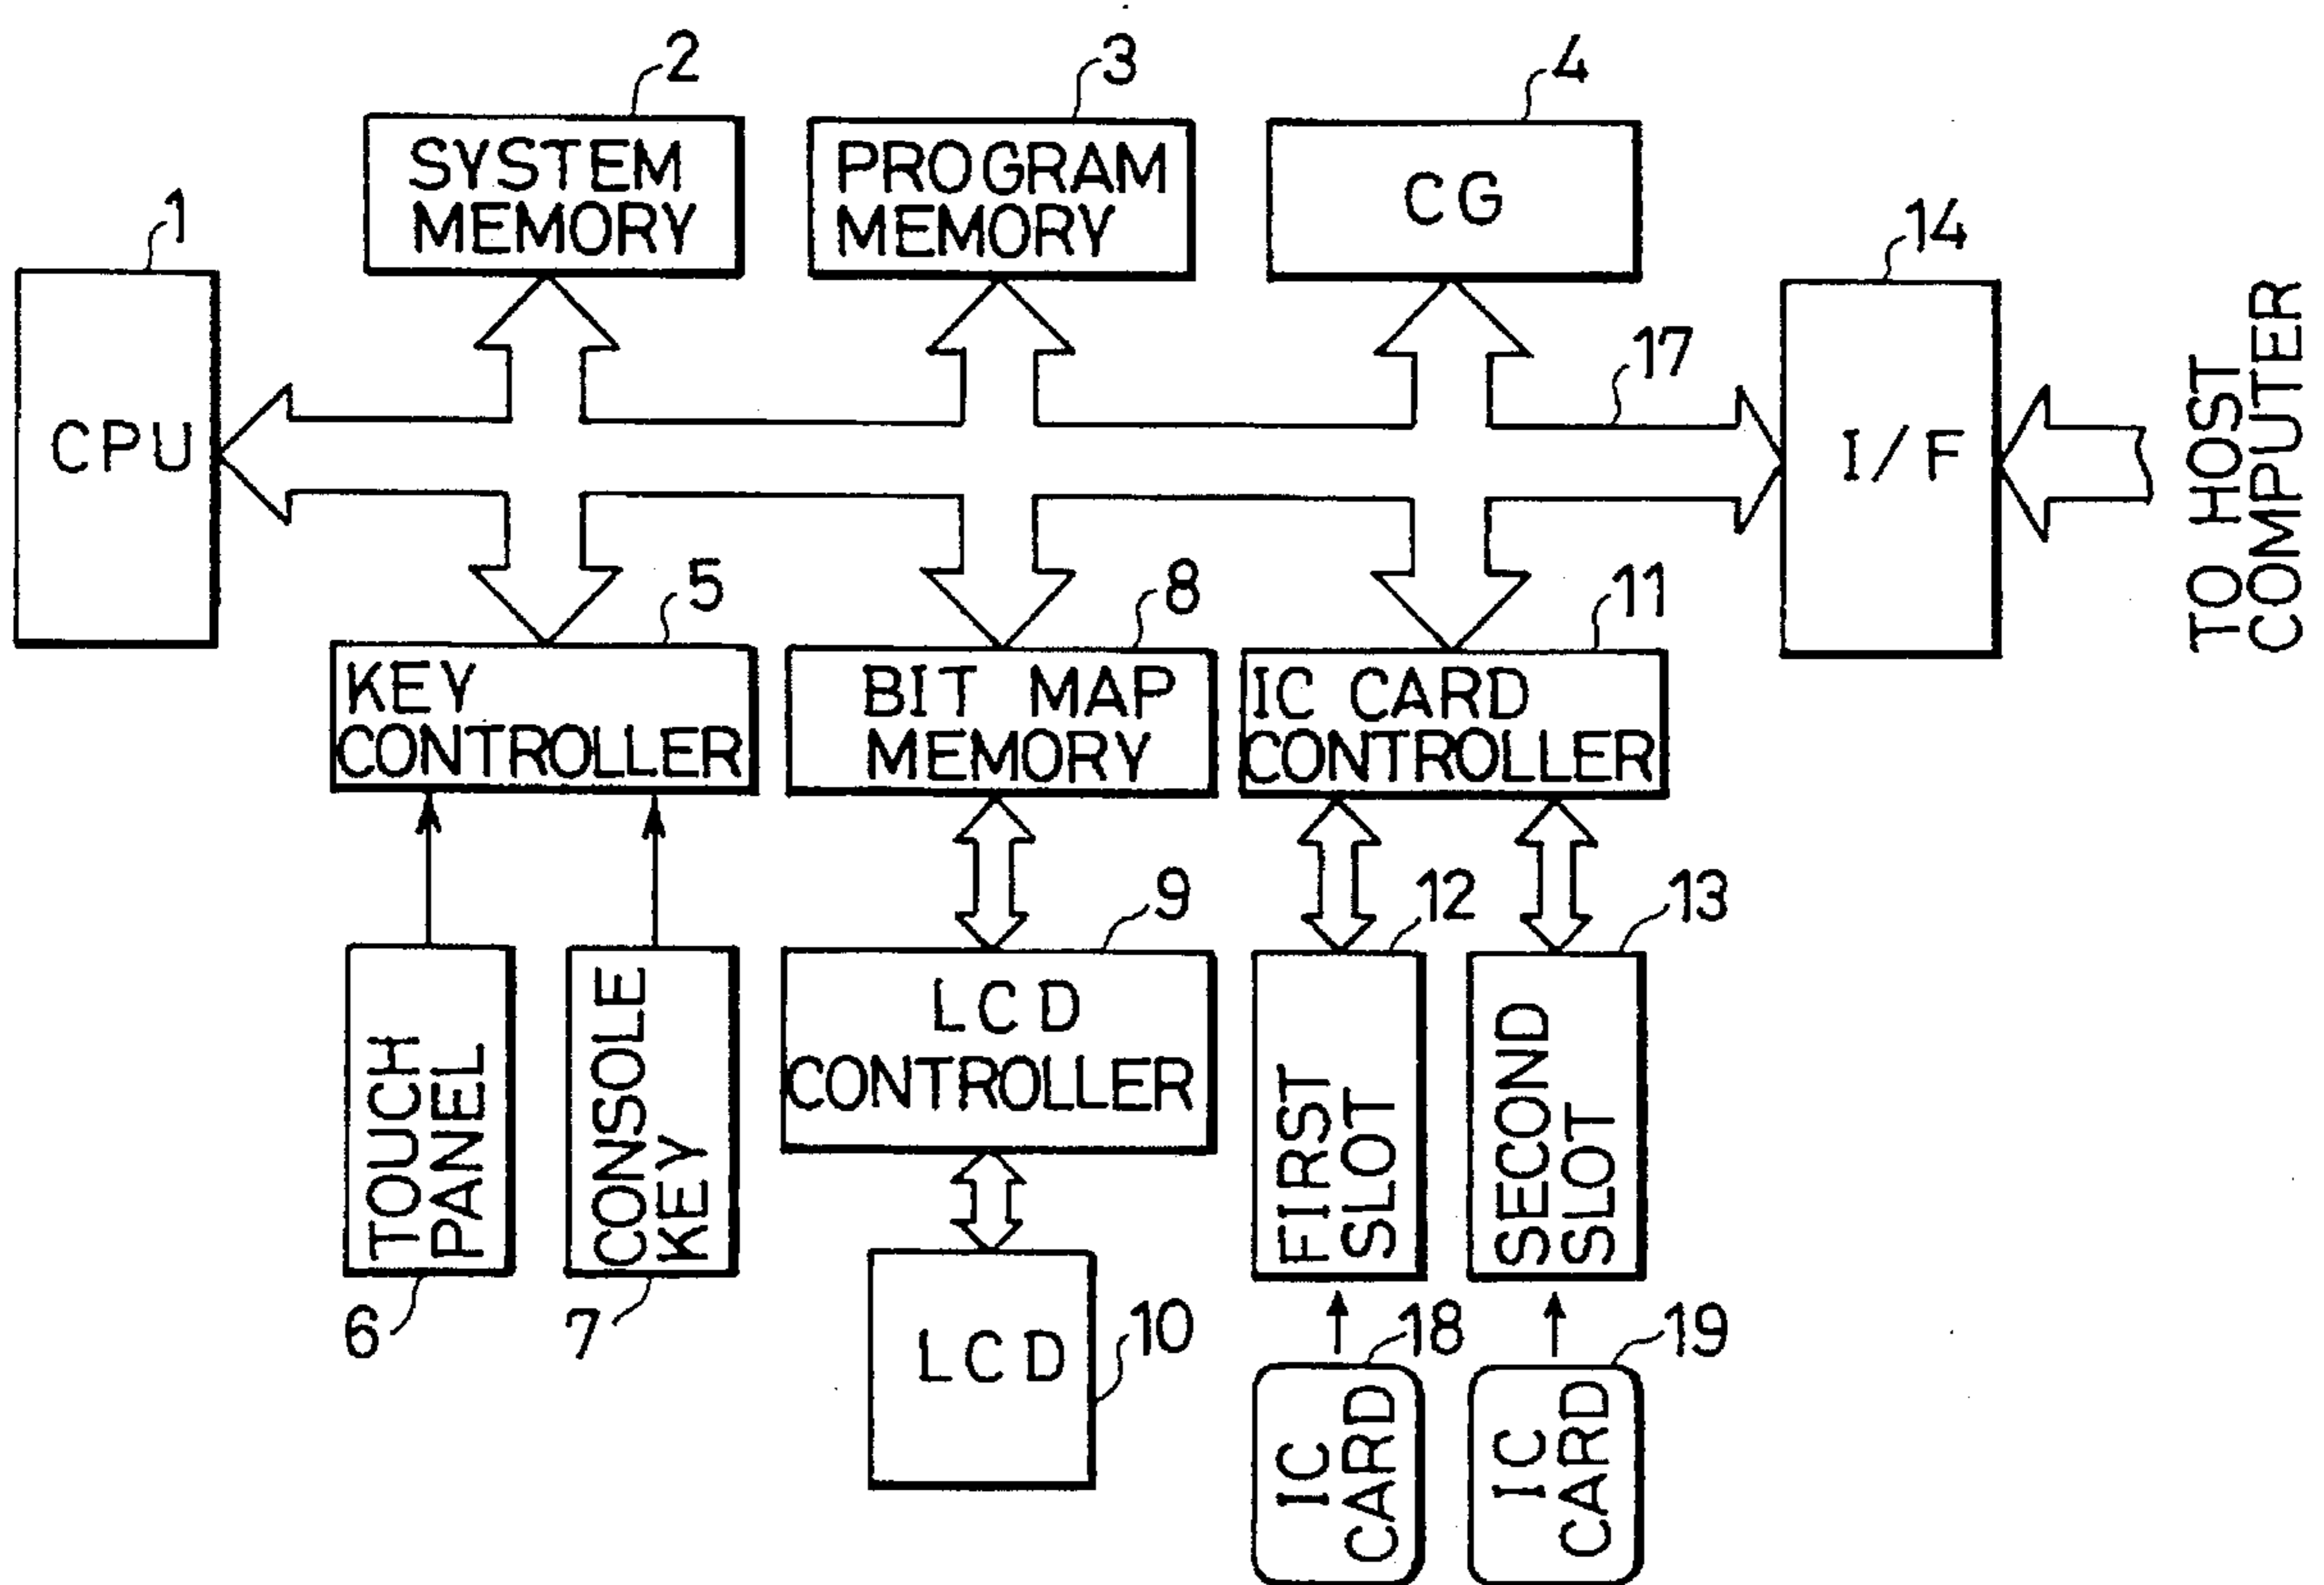 2
3
4
SYSTEM
MEMORY
PROGRAM
MEMORY
CG
1
14
CPU
17
I/F
TO HOST
COMPUTER
5
8
11
KEY
CONTROLLER
BIT MAP
MEMORY
IC CARD
CONTROLLER
9
12
13
TOUCH
PANEL
CONSOLE
KEY
LCD
CONTROLLER
FIRST
SLOT
SECOND
SLOT
6
7
LCD
10
18
19
IC
CARD
IC
CARD